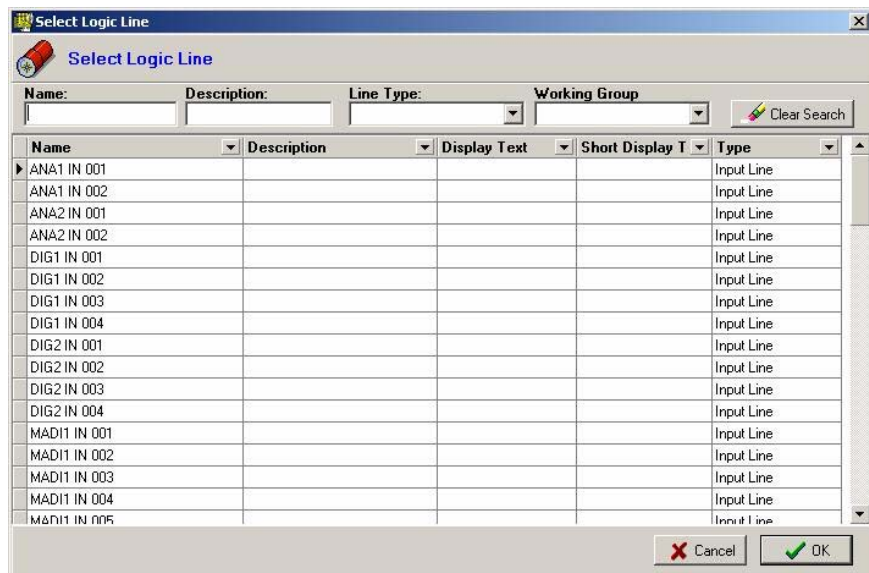 Select Logic Line
Select Logic Line
Name: Description: Line Type: Working Group
Clear Search
Name Description Display Text Short Display T Type
ANA1 IN 001 Input Line
ANA1 IN 002 Input Line
ANA2 IN 001 Input Line
ANA2 IN 002 Input Line
DIG1 IN 001 Input Line
DIG1 IN 002 Input Line
DIG1 IN 003 Input Line
DIG1 IN 004 Input Line
DIG2 IN 001 Input Line
DIG2 IN 002 Input Line
DIG2 IN 003 Input Line
DIG2 IN 004 Input Line
MADI1 IN 001 Input Line
MADI1 IN 002 Input Line
MADI1 IN 003 Input Line
MADI1 IN 004 Input Line
MADI1 IN 005 Input Line
Cancel OK